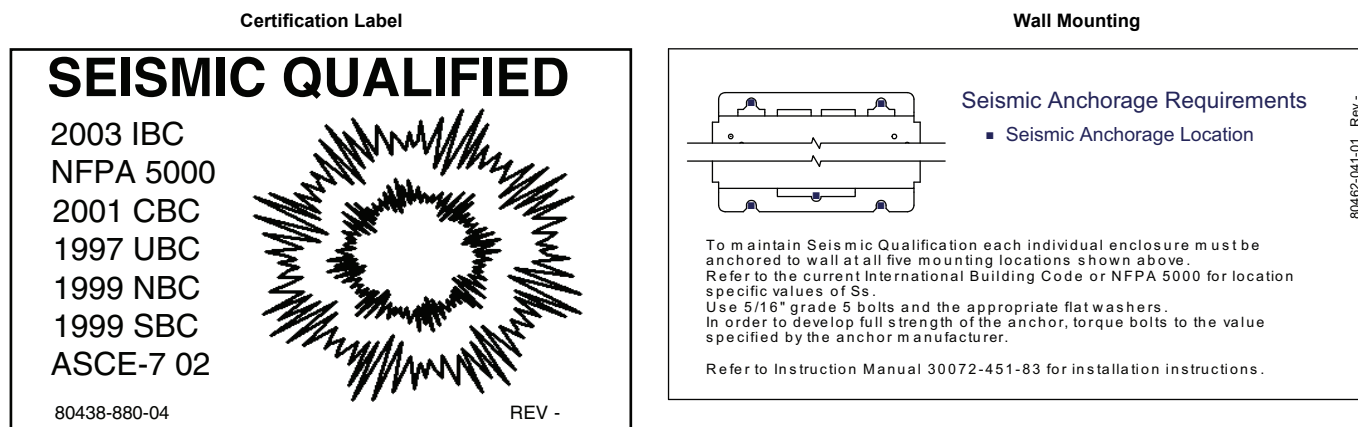 Certification Label
SEISMIC QUALIFIED
2003 IBC
NFPA 5000
2001 CBC
1997 UBC
1999 NBC
1999 SBC
ASCE-7 02
80438-880-04
REV -
Wall Mounting
Seismic Anchorage Requirements
■ Seismic Anchorage Location
80462-041-01 Rev -
To maintain Seismic Qualification each individual enclosure must be
anchored to wall at all five mounting locations shown above.
Refer to the current International Building Code or NFPA 5000 for location
specific values of Ss.
Use 5/16" grade 5 bolts and the appropriate flat washers.
In order to develop full strength of the anchor, torque bolts to the value
specified by the anchor manufacturer.
Refer to Instruction Manual 30072-451-83 for installation instructions.